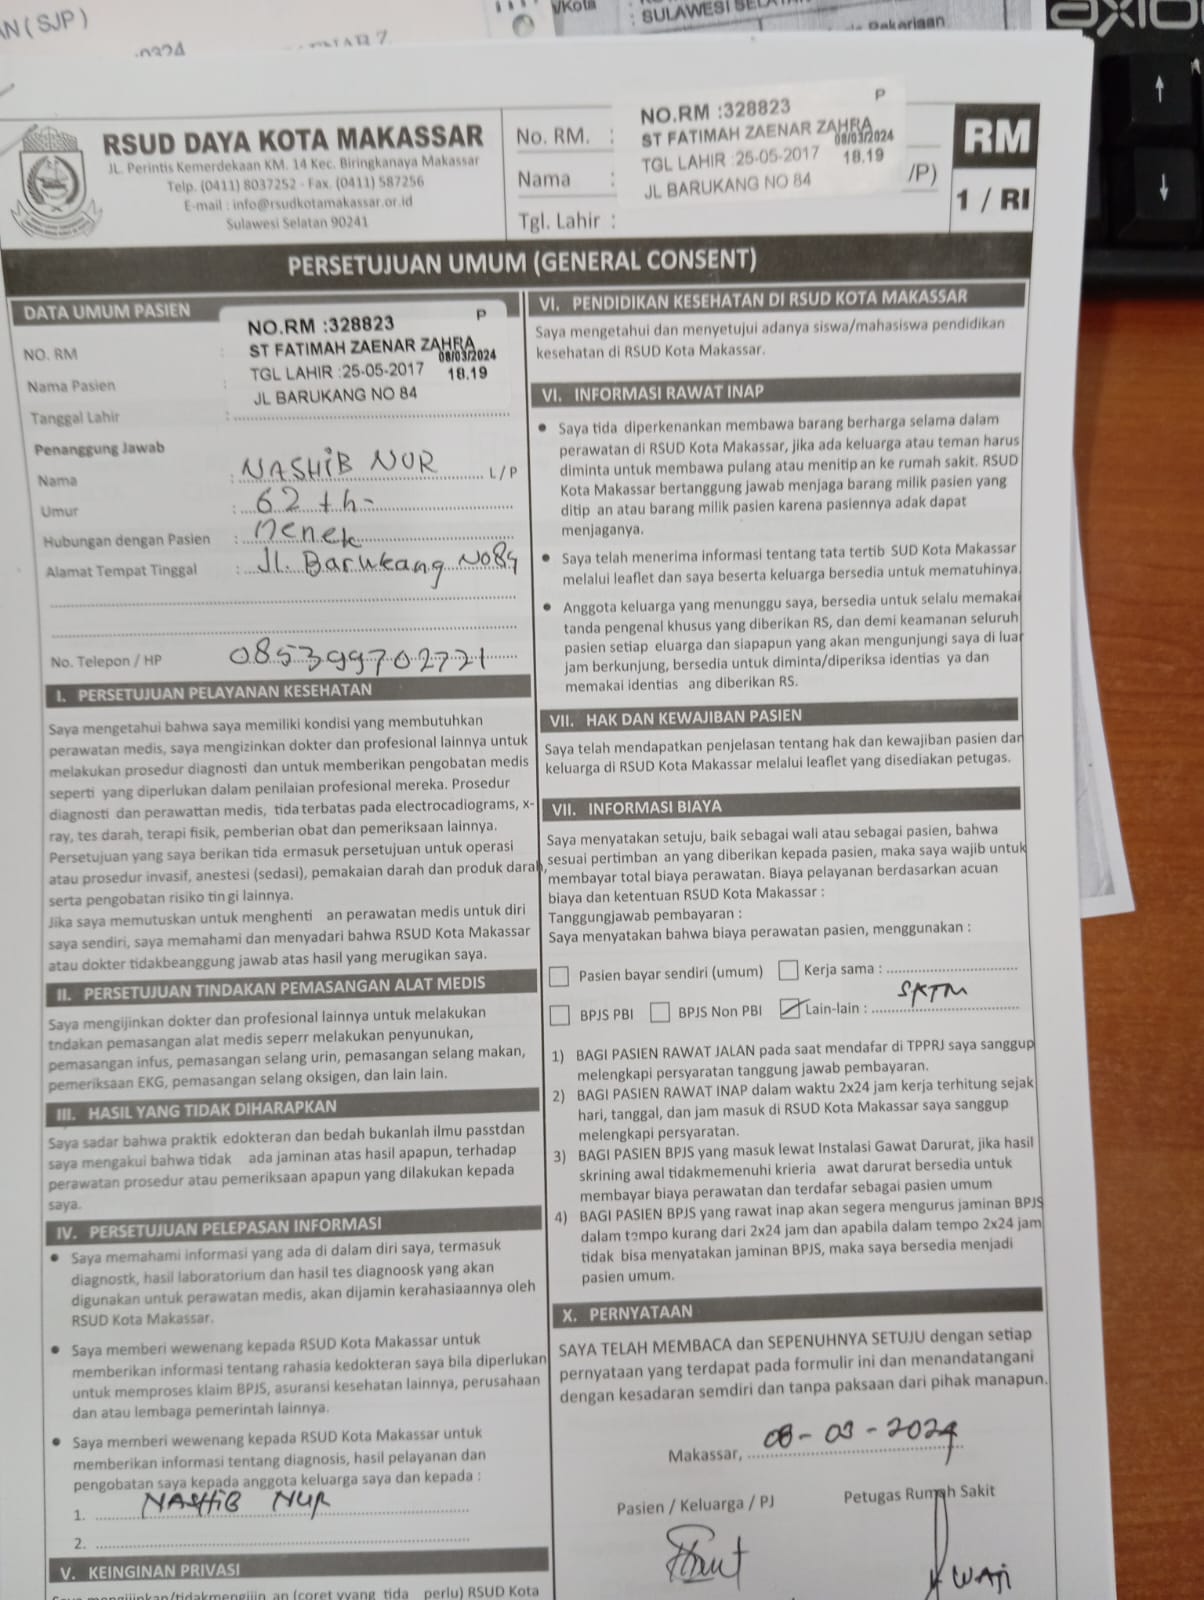 AN ( SJP )
/Kota
: SULAWESI SELATAN
Pekerjaan
AXIO
RSUD DAYA KOTA MAKASSAR
JL. Perintis Kemerdekaan KM. 14 Kec. Biringkanaya Makassar
Telp. (0411) 8037252 - Fax. (0411) 587256
E-mail : info@rsudkotamakassar.or.id
Sulawesi Selatan 90241
No. RM. :
Nama :
Tgl. Lahir :
/P)
NO.RM :328823 P
ST FATIMAH ZAENAR ZAHRA
08/03/2024
TGL LAHIR :25-05-2017 18.19
JL BARUKANG NO 84
RM
1 / RI
PERSETUJUAN UMUM (GENERAL CONSENT)
DATA UMUM PASIEN
NO. RM :
Nama Pasien :
Tanggal Lahir :
NO.RM :328823 P
ST FATIMAH ZAENAR ZAHRA
08/03/2024
TGL LAHIR :25-05-2017 18.19
JL BARUKANG NO 84
Penanggung Jawab
Nama : NASHIB NUR L/P
Umur : 62 th-
Hubungan dengan Pasien : Nenek
Alamat Tempat Tinggal : Jl. Barukang No 84
No. Telepon / HP 085399702721
I. PERSETUJUAN PELAYANAN KESEHATAN
Saya mengetahui bahwa saya memiliki kondisi yang membutuhkan
perawatan medis, saya mengizinkan dokter dan profesional lainnya untuk
melakukan prosedur diagnosti dan untuk memberikan pengobatan medis
seperti yang diperlukan dalam penilaian profesional mereka. Prosedur
diagnosti dan perawattan medis, tida terbatas pada electrocadiograms, x-
ray, tes darah, terapi fisik, pemberian obat dan pemeriksaan lainnya.
Persetujuan yang saya berikan tida ermasuk persetujuan untuk operasi
atau prosedur invasif, anestesi (sedasi), pemakaian darah dan produk darah,
serta pengobatan risiko tin gi lainnya.
Jika saya memutuskan untuk menghenti an perawatan medis untuk diri
saya sendiri, saya memahami dan menyadari bahwa RSUD Kota Makassar
atau dokter tidakbeanggung jawab atas hasil yang merugikan saya.
II. PERSETUJUAN TINDAKAN PEMASANGAN ALAT MEDIS
Saya mengijinkan dokter dan profesional lainnya untuk melakukan
tndakan pemasangan alat medis seperr melakukan penyunukan,
pemasangan infus, pemasangan selang urin, pemasangan selang makan,
pemeriksaan EKG, pemasangan selang oksigen, dan lain lain.
III. HASIL YANG TIDAK DIHARAPKAN
Saya sadar bahwa praktik edokteran dan bedah bukanlah ilmu passtdan
saya mengakui bahwa tidak ada jaminan atas hasil apapun, terhadap
perawatan prosedur atau pemeriksaan apapun yang dilakukan kepada
saya.
IV. PERSETUJUAN PELEPASAN INFORMASI
• Saya memahami informasi yang ada di dalam diri saya, termasuk
diagnostk, hasil laboratorium dan hasil tes diagnoosk yang akan
digunakan untuk perawatan medis, akan dijamin kerahasiaannya oleh
RSUD Kota Makassar.
• Saya memberi wewenang kepada RSUD Kota Makassar untuk
memberikan informasi tentang rahasia kedokteran saya bila diperlukan
untuk memproses klaim BPJS, asuransi kesehatan lainnya, perusahaan
dan atau lembaga pemerintah lainnya.
• Saya memberi wewenang kepada RSUD Kota Makassar untuk
memberikan informasi tentang diagnosis, hasil pelayanan dan
pengobatan saya kepada anggota keluarga saya dan kepada :
1. NASHIB NUR
2.
V. KEINGINAN PRIVASI
mengijinkan/tidakmengijin an (coret yyang tida perlu) RSUD Kota
VI. PENDIDIKAN KESEHATAN DI RSUD KOTA MAKASSAR
Saya mengetahui dan menyetujui adanya siswa/mahasiswa pendidikan
kesehatan di RSUD Kota Makassar.
VI. INFORMASI RAWAT INAP
• Saya tida diperkenankan membawa barang berharga selama dalam
perawatan di RSUD Kota Makassar, jika ada keluarga atau teman harus
diminta untuk membawa pulang atau menitip an ke rumah sakit. RSUD
Kota Makassar bertanggung jawab menjaga barang milik pasien yang
ditip an atau barang milik pasien karena pasiennya adak dapat
menjaganya.
• Saya telah menerima informasi tentang tata tertib SUD Kota Makassar
melalui leaflet dan saya beserta keluarga bersedia untuk mematuhinya.
• Anggota keluarga yang menunggu saya, bersedia untuk selalu memakai
tanda pengenal khusus yang diberikan RS, dan demi keamanan seluruh
pasien setiap eluarga dan siapapun yang akan mengunjungi saya di luar
jam berkunjung, bersedia untuk diminta/diperiksa identias ya dan
memakai identias ang diberikan RS.
VII. HAK DAN KEWAJIBAN PASIEN
Saya telah mendapatkan penjelasan tentang hak dan kewajiban pasien dan
keluarga di RSUD Kota Makassar melalui leaflet yang disediakan petugas.
VII. INFORMASI BIAYA
Saya menyatakan setuju, baik sebagai wali atau sebagai pasien, bahwa
sesuai pertimban an yang diberikan kepada pasien, maka saya wajib untuk
membayar total biaya perawatan. Biaya pelayanan berdasarkan acuan
biaya dan ketentuan RSUD Kota Makassar :
Tanggungjawab pembayaran :
Saya menyatakan bahwa biaya perawatan pasien, menggunakan :
Pasien bayar sendiri (umum) Kerja sama :
BPJS PBI BPJS Non PBI Lain-lain : SKTM
1) BAGI PASIEN RAWAT JALAN pada saat mendafar di TPPRJ saya sanggup
melengkapi persyaratan tanggung jawab pembayaran.
2) BAGI PASIEN RAWAT INAP dalam waktu 2x24 jam kerja terhitung sejak
hari, tanggal, dan jam masuk di RSUD Kota Makassar saya sanggup
melengkapi persyaratan.
3) BAGI PASIEN BPJS yang masuk lewat Instalasi Gawat Darurat, jika hasil
skrining awal tidakmemenuhi krieria awat darurat bersedia untuk
membayar biaya perawatan dan terdafar sebagai pasien umum
4) BAGI PASIEN BPJS yang rawat inap akan segera mengurus jaminan BPJS
dalam tempo kurang dari 2x24 jam dan apabila dalam tempo 2x24 jam
tidak bisa menyatakan jaminan BPJS, maka saya bersedia menjadi
pasien umum.
X. PERNYATAAN
SAYA TELAH MEMBACA dan SEPENUHNYA SETUJU dengan setiap
pernyataan yang terdapat pada formulir ini dan menandatangani
dengan kesadaran semdiri dan tanpa paksaan dari pihak manapun.
Makassar, 08-03-2024
Pasien / Keluarga / PJ Petugas Rumah Sakit